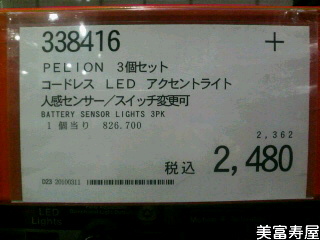 338416 +
PELION 3個セット
コードレス LED アクセントライト
人感センサー/スイッチ変更可
BATTERY SENSOR LIGHTS 3PK
1個当り 826.700
2,362
税込 2,480
LED
Lights
美富寿屋